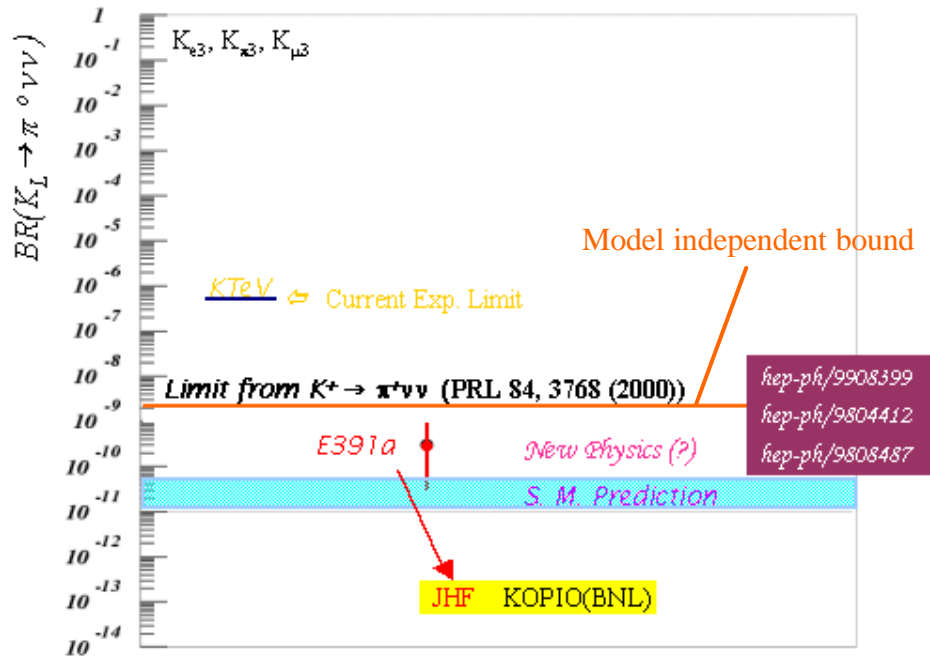 BR(K_L → π⁰νν)
1
10 -1
10 -2
10 -3
10 -4
10 -5
10 -6
10 -7
10 -8
10 -9
10 -10
10 -11
10 -12
10 -13
10 -14
K_e3, K_π3, K_μ3
Model independent bound
KTeV ⇦ Current Exp. Limit
Limit from K⁺ → π⁺νν (PRL 84, 3768 (2000))
hep-ph/9908399
hep-ph/9804412
hep-ph/9808487
E391a
New Physics (?)
S. M. Prediction
JHF KOPIO(BNL)